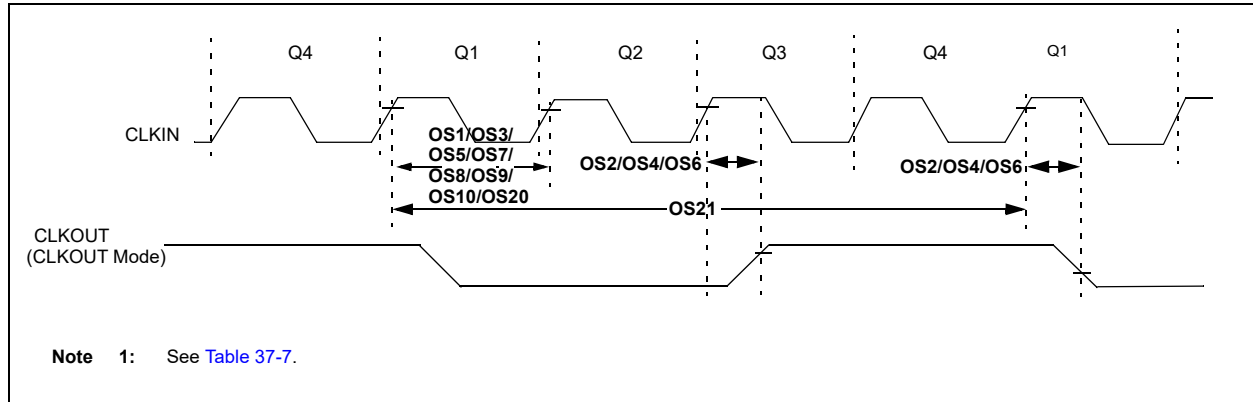 Q4 Q1 Q2 Q3 Q4 Q1
CLKIN
OS1/OS3/
OS5/OS7/
OS8/OS9/
OS10/OS20
OS2/OS4/OS6
OS2/OS4/OS6
OS21
CLKOUT
(CLKOUT Mode)
Note 1: See Table 37-7.